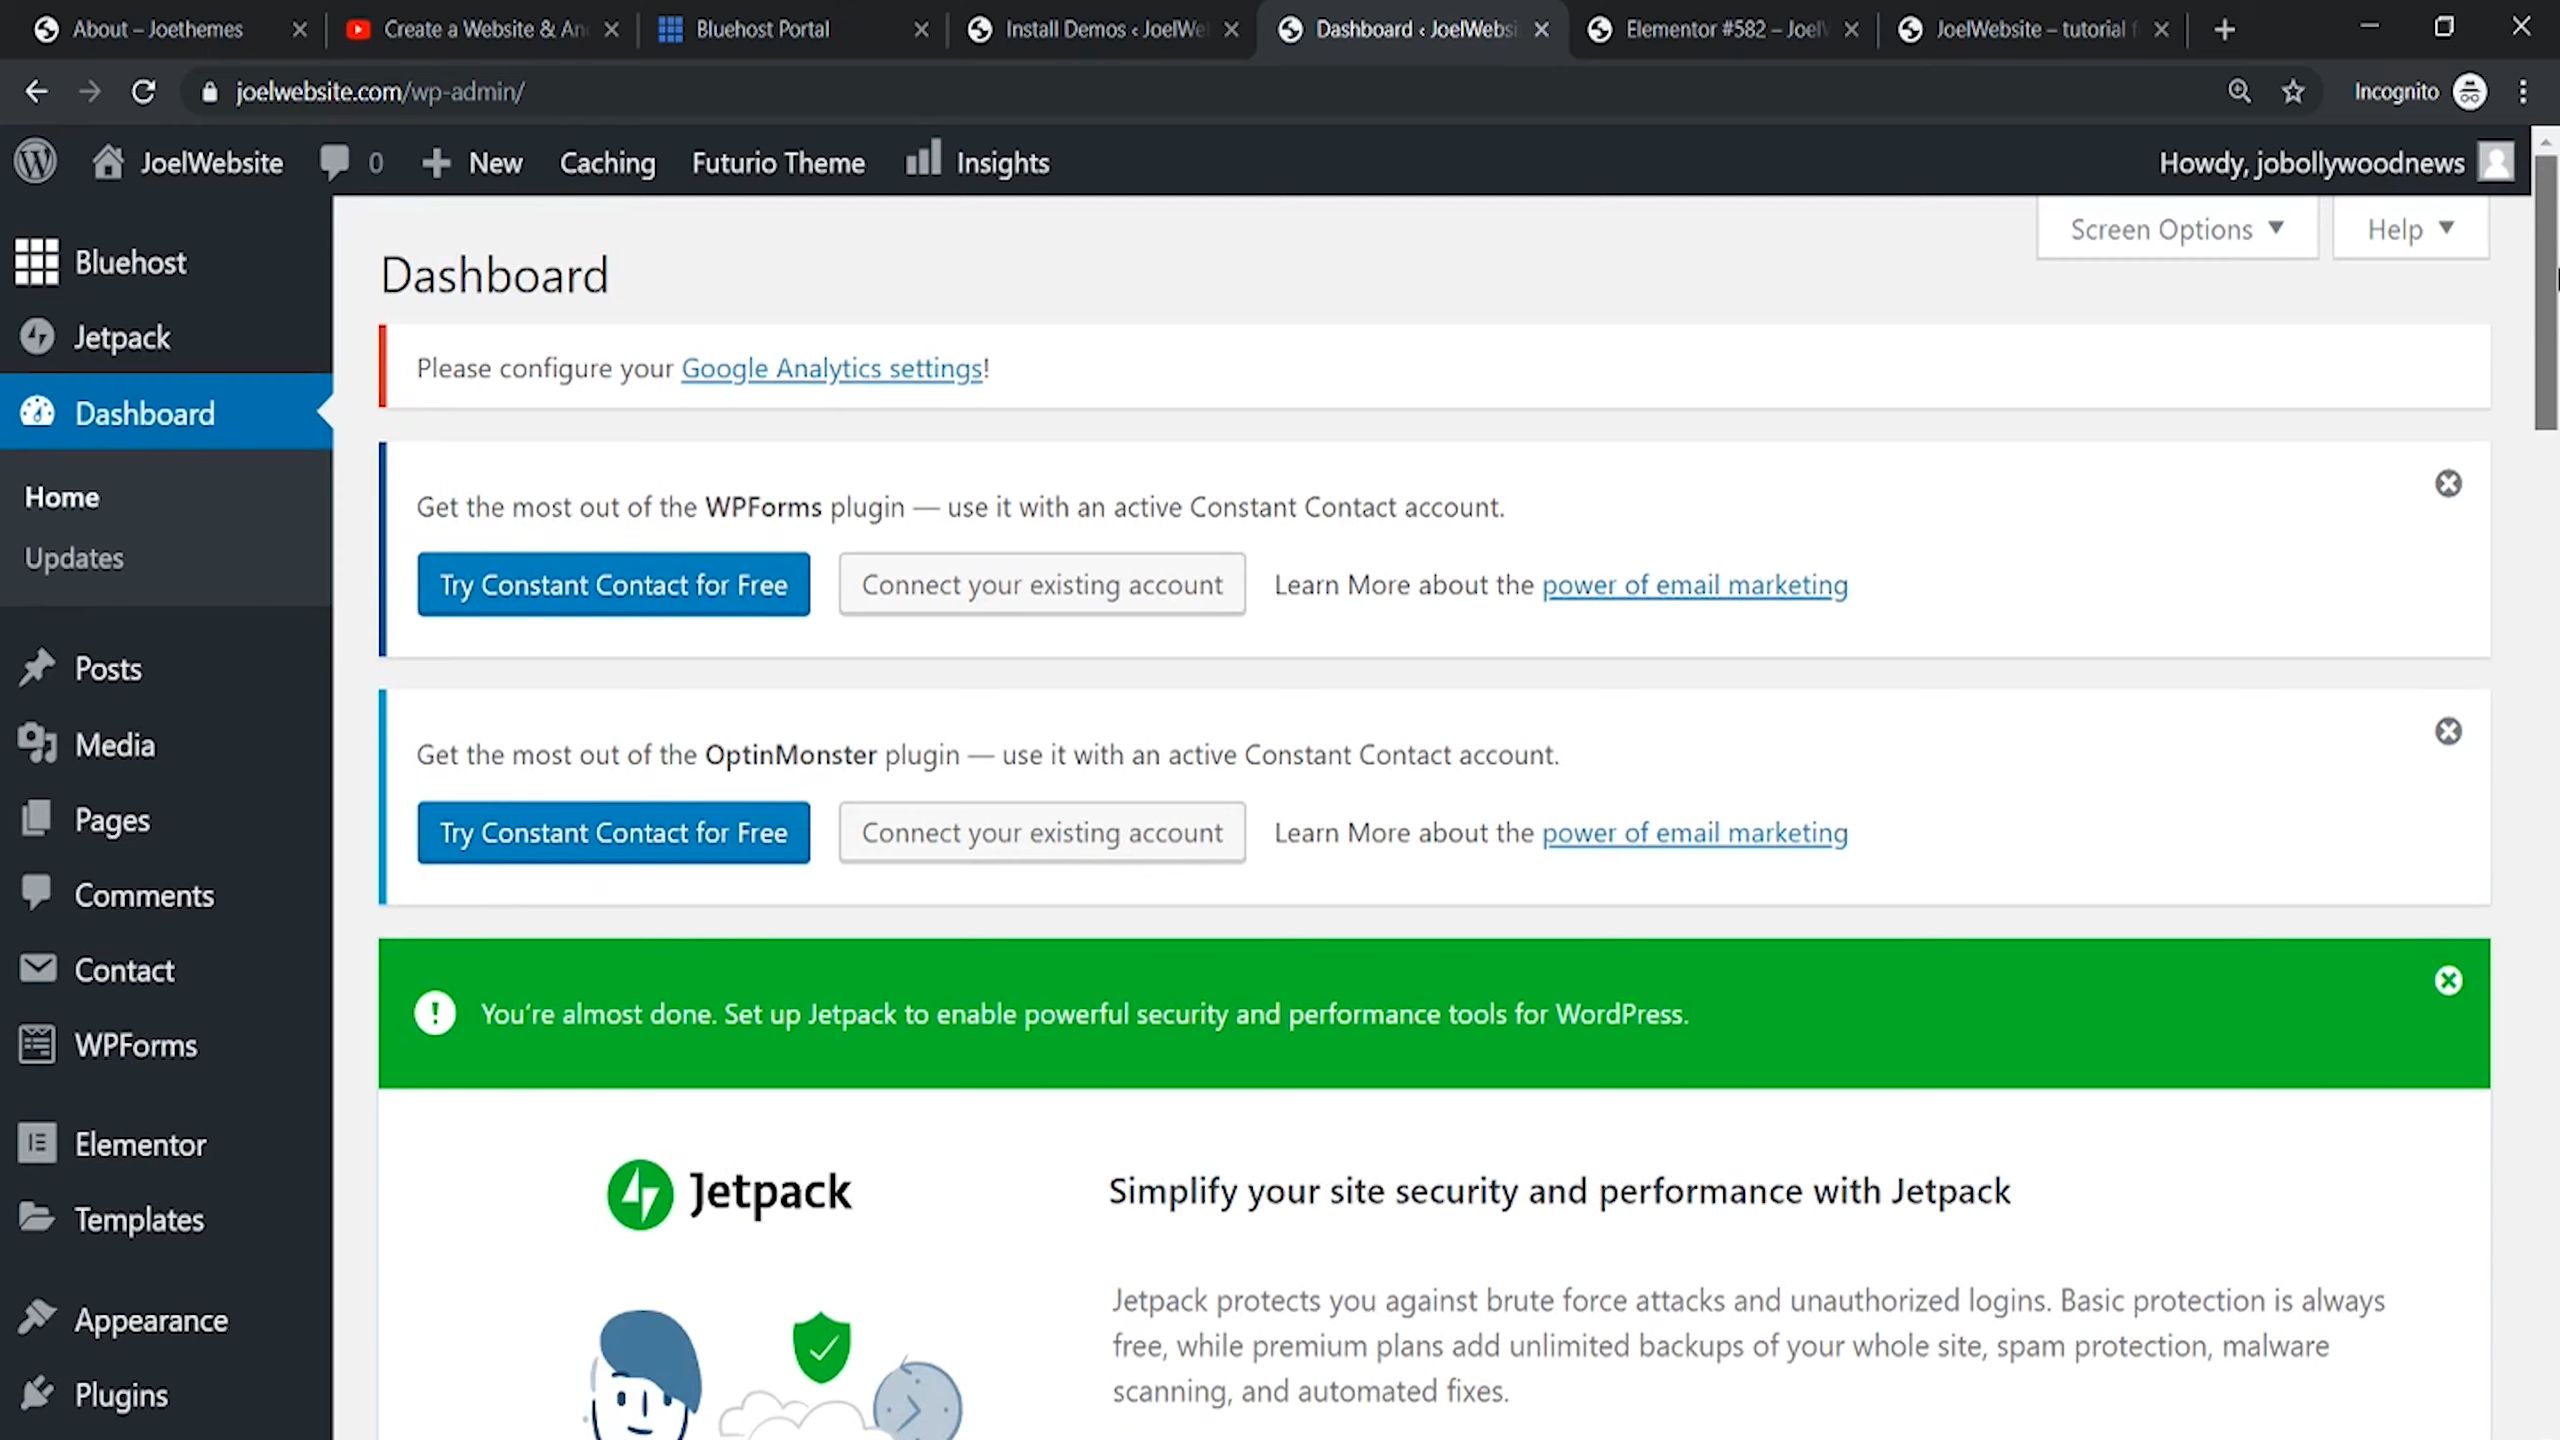 About – Joethemes
Create a Website & An
Bluehost Portal
Install Demos ‹ JoelWe
Dashboard ‹ JoelWebsi
Elementor #582 – Joel
JoelWebsite – tutorial
joelwebsite.com/wp-admin/
Incognito
JoelWebsite
0
New
Caching
Futurio Theme
Insights
Howdy, jobollywoodnews
Bluehost
Jetpack
Dashboard
Home
Updates
Posts
Media
Pages
Comments
Contact
WPForms
Elementor
Templates
Appearance
Plugins
Screen Options
Help
Dashboard
Please configure your Google Analytics settings!
Get the most out of the WPForms plugin — use it with an active Constant Contact account.
Try Constant Contact for Free
Connect your existing account
Learn More about the power of email marketing
Get the most out of the OptinMonster plugin — use it with an active Constant Contact account.
Try Constant Contact for Free
Connect your existing account
Learn More about the power of email marketing
You're almost done. Set up Jetpack to enable powerful security and performance tools for WordPress.
Jetpack
Simplify your site security and performance with Jetpack
Jetpack protects you against brute force attacks and unauthorized logins. Basic protection is always
free, while premium plans add unlimited backups of your whole site, spam protection, malware
scanning, and automated fixes.